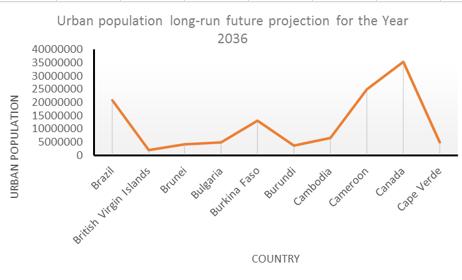 Urban population long-run future projection for the Year
2036
40000000
35000000
30000000
25000000
20000000
15000000
10000000
5000000
0
URBAN POPULATION
Brazil
British Virgin Islands
Brunei
Bulgaria
Burkina Faso
Burundi
Cambodia
Cameroon
Canada
Cape Verde
COUNTRY